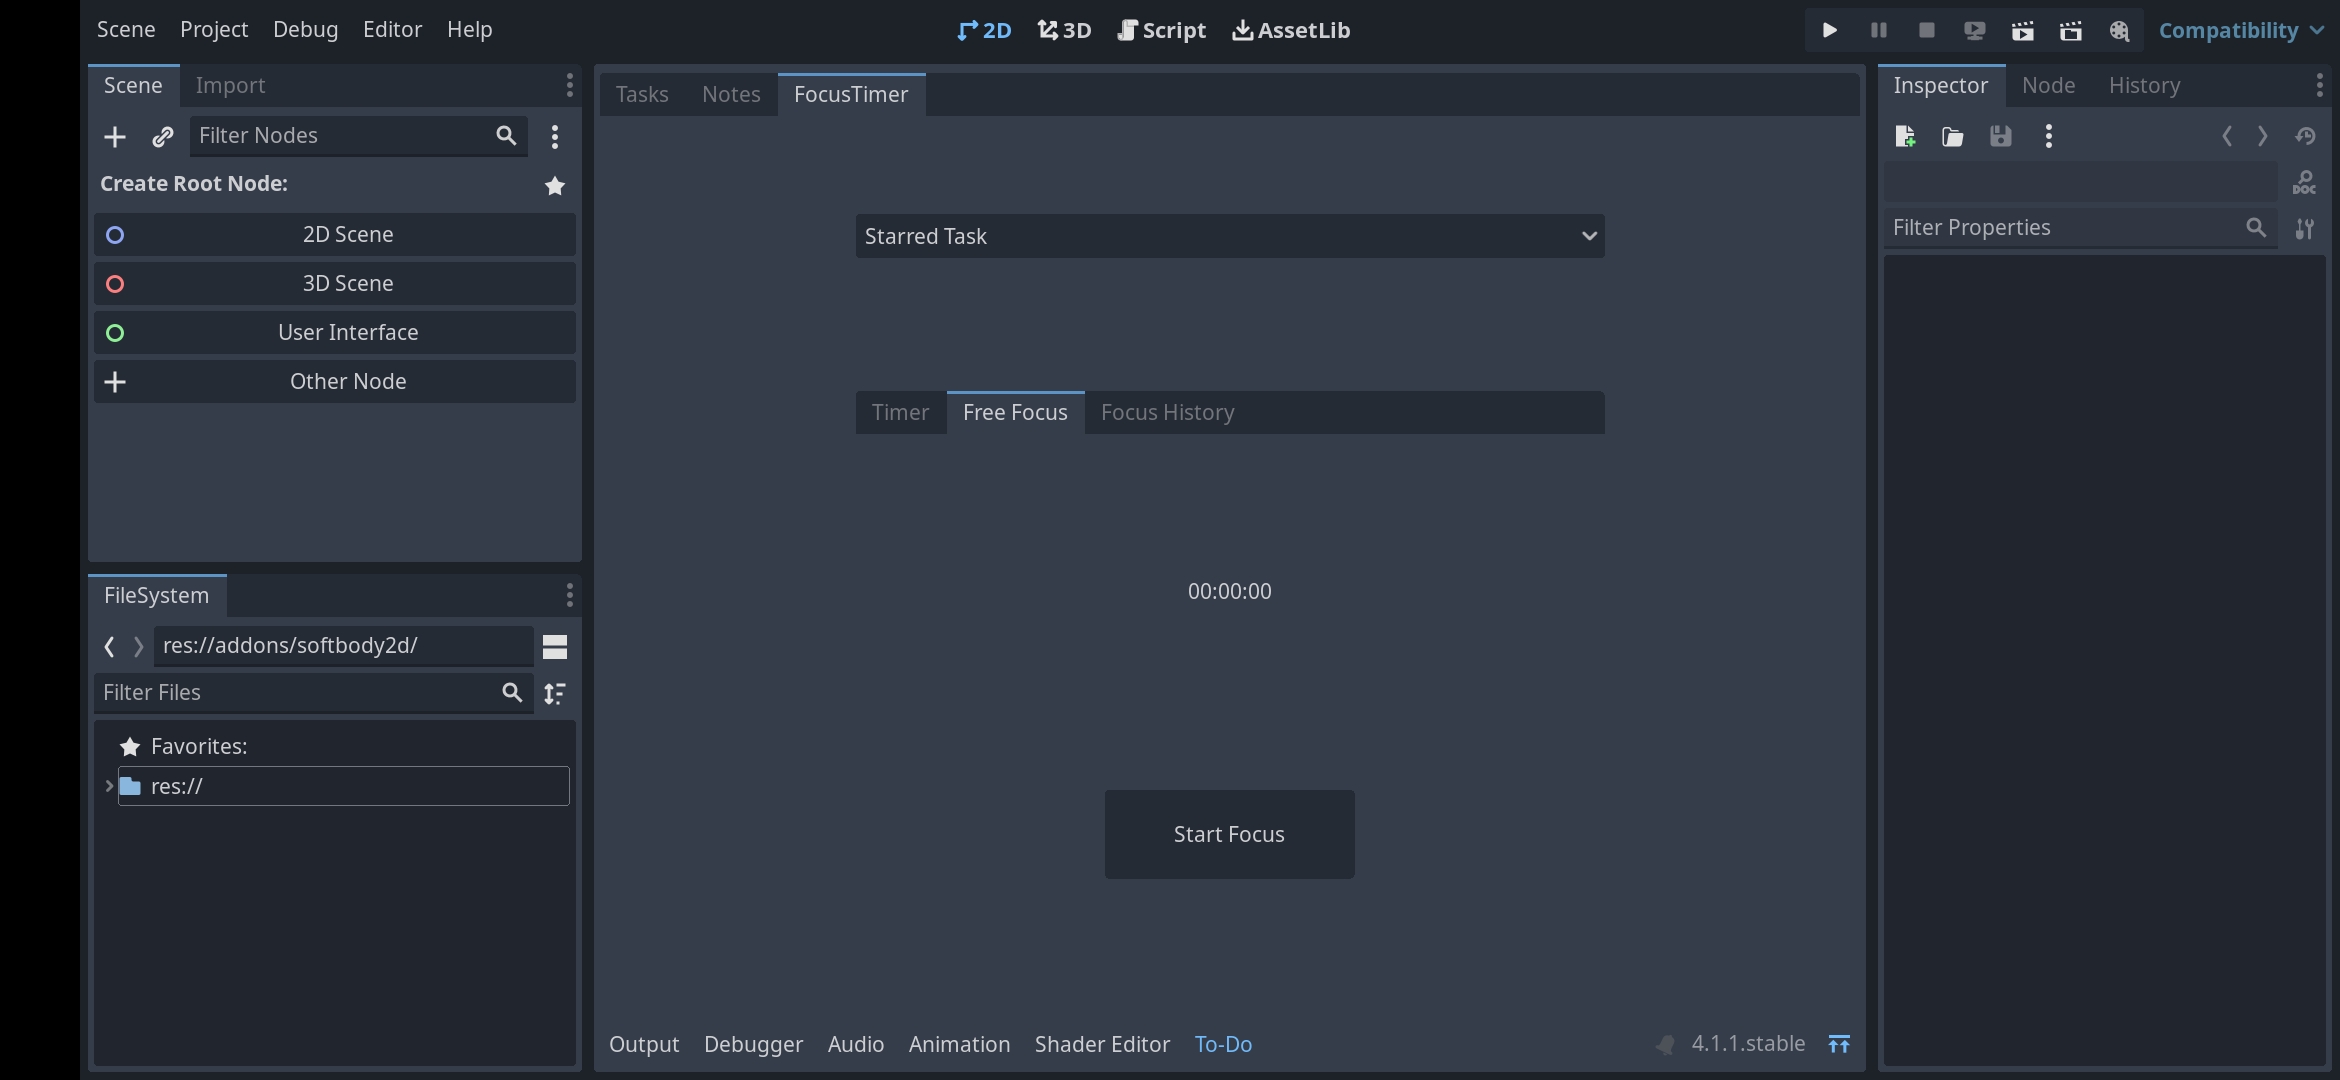 Scene Project Debug Editor Help
2D 3D Script AssetLib
Compatibility
Scene Import
Filter Nodes
Create Root Node:
2D Scene
3D Scene
User Interface
Other Node
FileSystem
res://addons/softbody2d/
Filter Files
Favorites:
res://
Tasks Notes FocusTimer
Starred Task
Timer Free Focus Focus History
00:00:00
Start Focus
Output Debugger Audio Animation Shader Editor To-Do
4.1.1.stable
Inspector Node History
DOC
Filter Properties